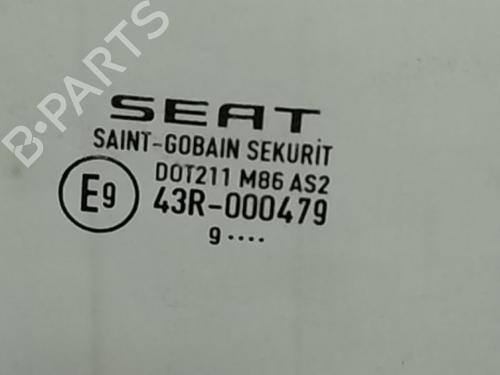 SEAT
SAINT-GOBAIN SEKURIT
DOT211 M86 AS2
E9 43R-000479
9 ....
B-PARTS